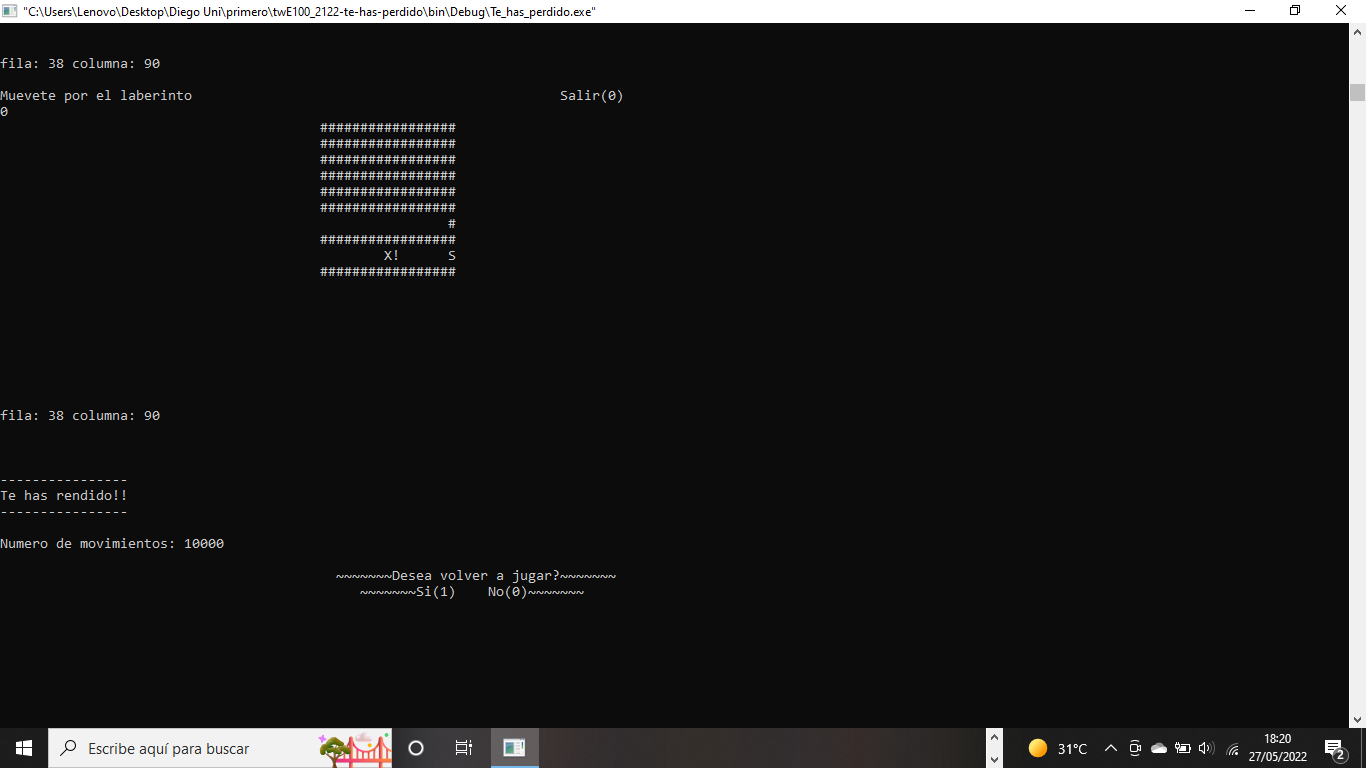 "C:\Users\Lenovo\Desktop\Diego Uni\primero\twE100_2122-te-has-perdido\bin\Debug\Te_has_perdido.exe"
fila: 38 columna: 90
Muevete por el laberinto Salir(0)
0
#################
#################
#################
#################
#################
#################
#
#################
X! S
#################
fila: 38 columna: 90
----------------
Te has rendido!!
----------------
Numero de movimientos: 10000
~~~~~~~Desea volver a jugar?~~~~~~~
~~~~~~~Si(1) No(0)~~~~~~~
Escribe aquí para buscar
31°C
18:20
27/05/2022
2